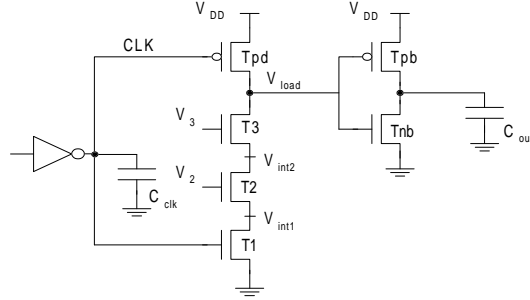 V DD
V DD
CLK
Tpd
Tpb
V load
V 3
T3
Tnb
C ou
V int2
V 2
T2
C clk
V int1
T1